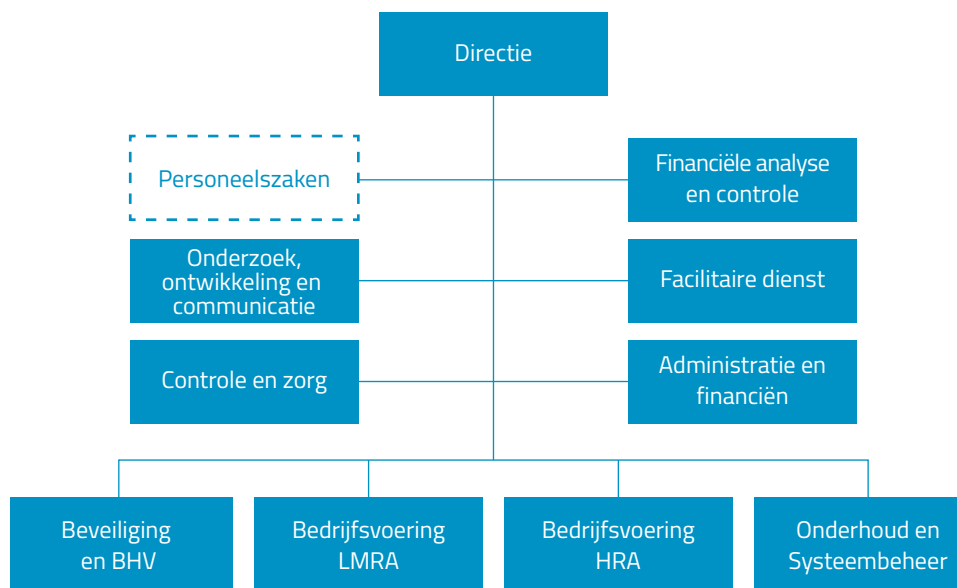 Directie
Personeelszaken
Financiële analyse
en controle
Onderzoek,
ontwikkeling en
communicatie
Facilitaire dienst
Controle en zorg
Administratie en
financiën
Beveiliging
en BHV
Bedrijfsvoering
LMRA
Bedrijfsvoering
HRA
Onderhoud en
Systeembeheer